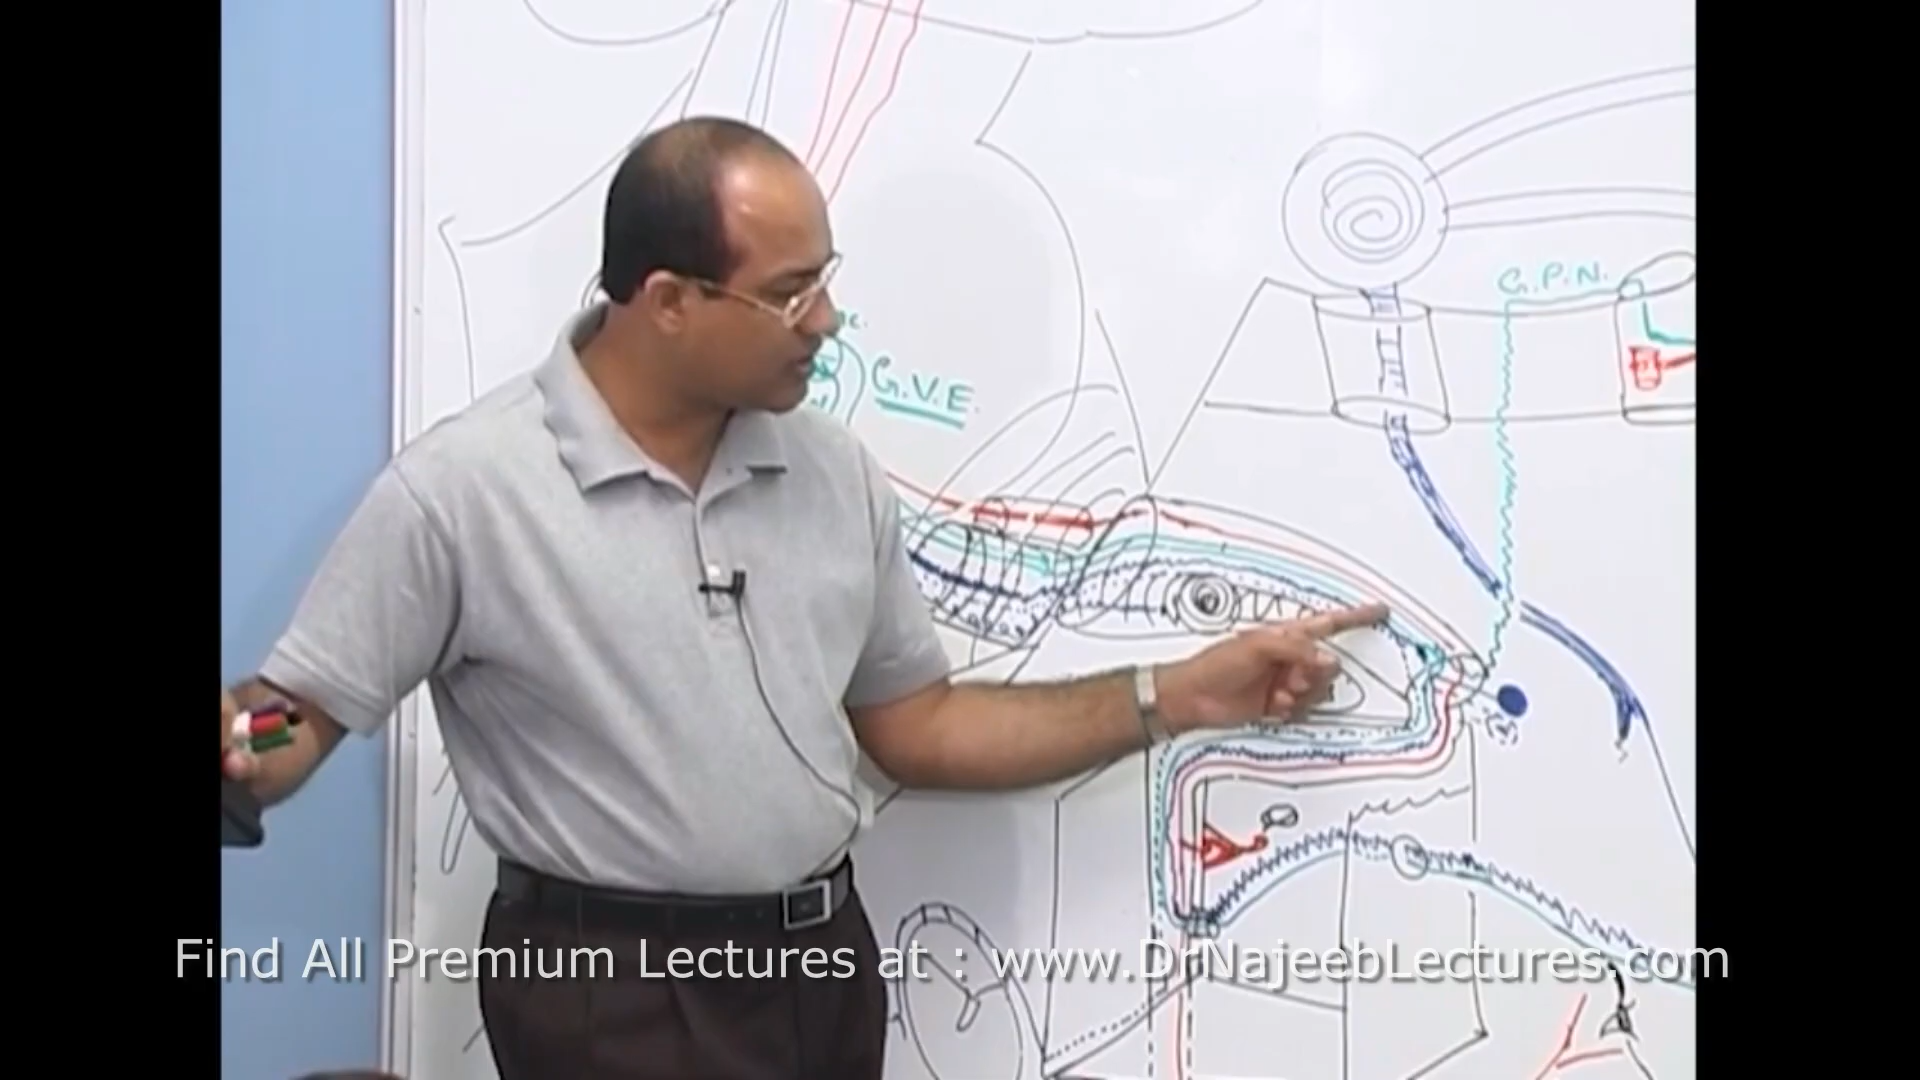 G.P.N.
G.V.E.
Find All Premium Lectures at : www.DrNajeebLectures.com